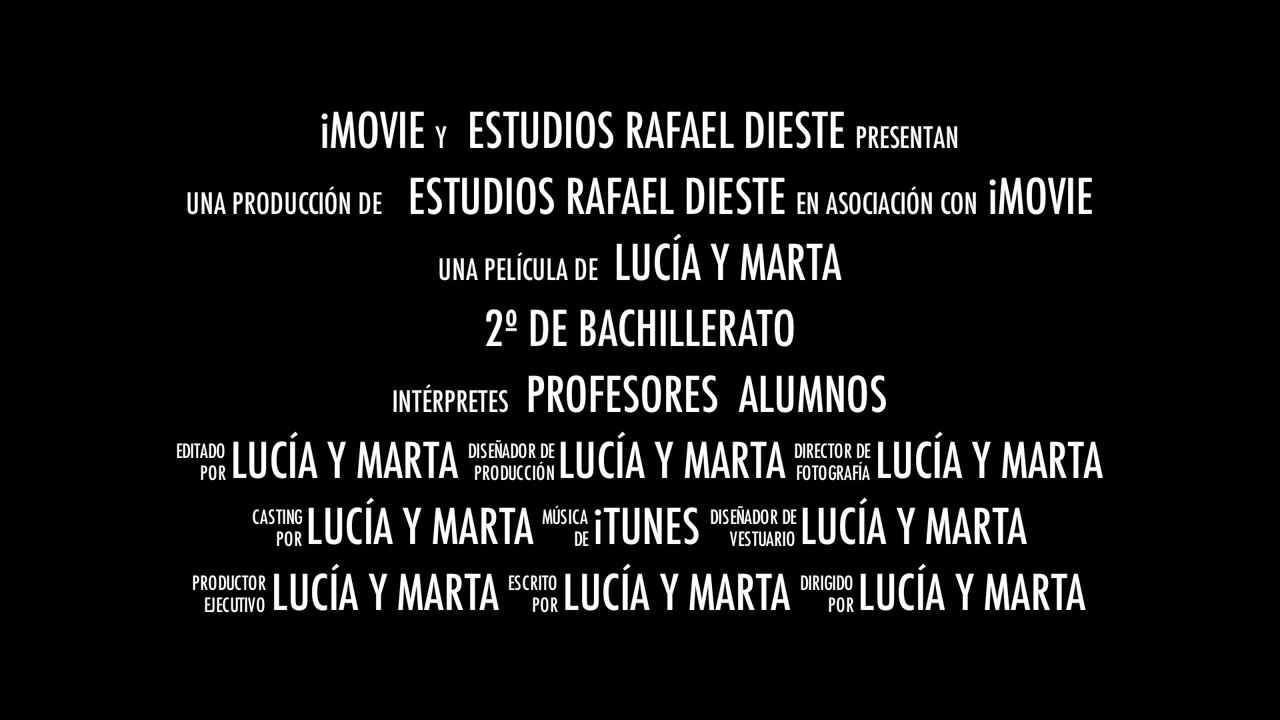 iMOVIE Y ESTUDIOS RAFAEL DIESTE PRESENTAN
UNA PRODUCCIÓN DE ESTUDIOS RAFAEL DIESTE EN ASOCIACIÓN CON iMOVIE
UNA PELÍCULA DE LUCÍA Y MARTA
2º DE BACHILLERATO
INTÉRPRETES PROFESORES ALUMNOS
EDITADO POR LUCÍA Y MARTA DISEÑADOR DE PRODUCCIÓN LUCÍA Y MARTA DIRECTOR DE FOTOGRAFÍA LUCÍA Y MARTA
CASTING POR LUCÍA Y MARTA MÚSICA DE iTUNES DISEÑADOR DE VESTUARIO LUCÍA Y MARTA
PRODUCTOR EJECUTIVO LUCÍA Y MARTA ESCRITO POR LUCÍA Y MARTA DIRIGIDO POR LUCÍA Y MARTA